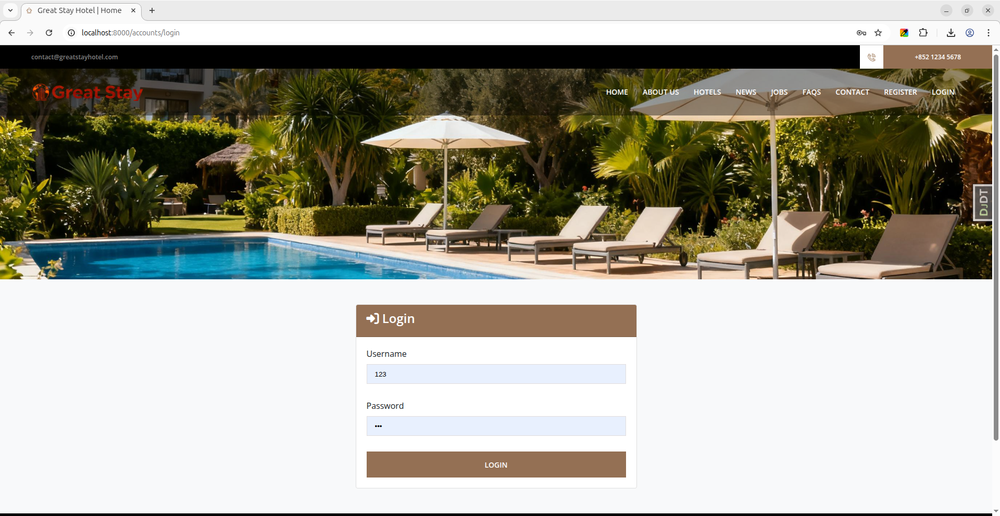 Great Stay Hotel | Home
localhost:8000/accounts/login
contact@greatstayhotel.com
+852 1234 5678
Great Stay
HOME ABOUT US HOTELS NEWS JOBS FAQS CONTACT REGISTER LOGIN
DJDT
Login
Username
123
Password
•••
LOGIN